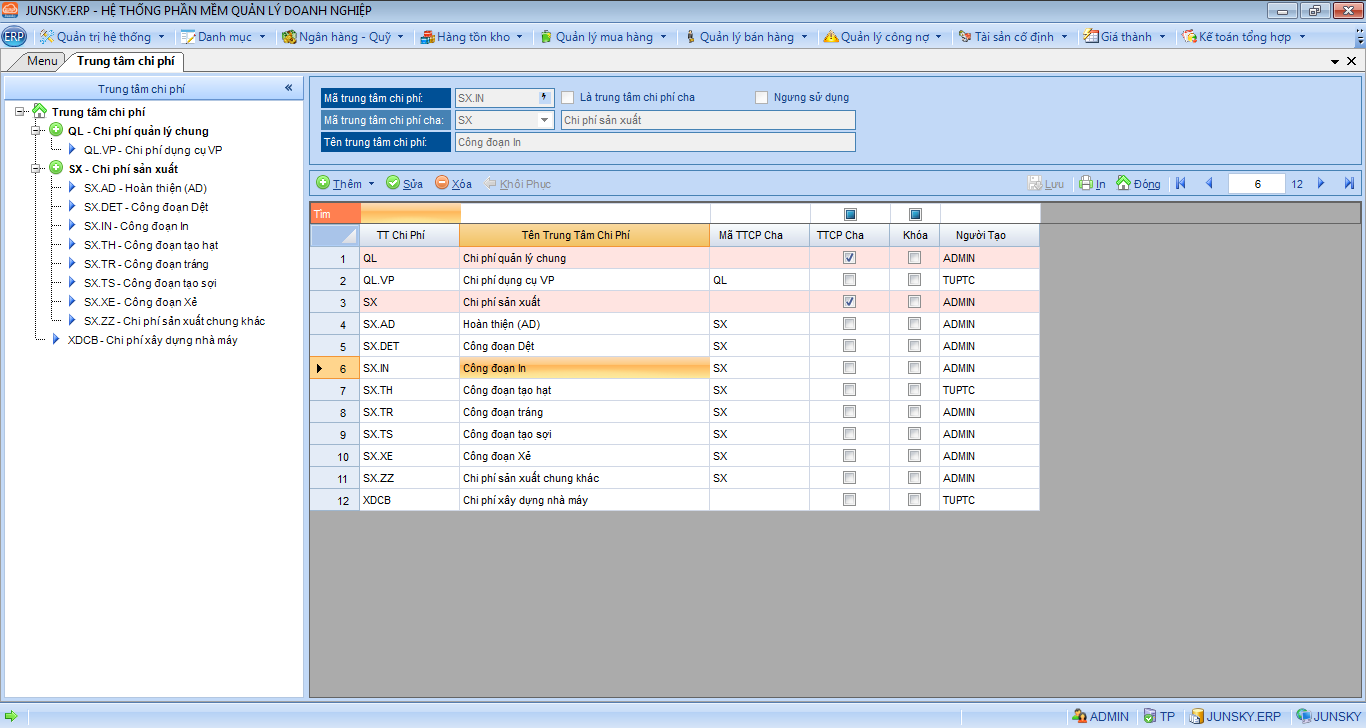 JUNSKY.ERP - HỆ THỐNG PHẦN MỀM QUẢN LÝ DOANH NGHIỆP
ERP Quản trị hệ thống Danh mục Ngân hàng - Quỹ Hàng tồn kho Quản lý mua hàng Quản lý bán hàng Quản lý công nợ Tài sản cố định Giá thành Kế toán tổng hợp
Menu Trung tâm chi phí
Trung tâm chi phí
Trung tâm chi phí
QL - Chi phí quản lý chung
QL.VP - Chi phí dụng cụ VP
SX - Chi phí sản xuất
SX.AD - Hoàn thiện (AD)
SX.DET - Công đoạn Dệt
SX.IN - Công đoạn In
SX.TH - Công đoạn tạo hạt
SX.TR - Công đoạn tráng
SX.TS - Công đoạn tạo sợi
SX.XE - Công đoạn Xẻ
SX.ZZ - Chi phí sản xuất chung khác
XDCB - Chi phí xây dựng nhà máy
Mã trung tâm chi phí: SX.IN Là trung tâm chi phí cha Ngưng sử dụng
Mã trung tâm chi phí cha: SX Chi phí sản xuất
Tên trung tâm chi phí: Công đoạn In
Thêm Sửa Xóa Khôi Phục Lưu In Đóng 6 12
Tìm
TT Chi Phí Tên Trung Tâm Chi Phí Mã TTCP Cha TTCP Cha Khóa Người Tạo
1 QL Chi phí quản lý chung ADMIN
2 QL.VP Chi phí dụng cụ VP QL TUPTC
3 SX Chi phí sản xuất ADMIN
4 SX.AD Hoàn thiện (AD) SX ADMIN
5 SX.DET Công đoạn Dệt SX ADMIN
6 SX.IN Công đoạn In SX ADMIN
7 SX.TH Công đoạn tạo hạt SX TUPTC
8 SX.TR Công đoạn tráng SX ADMIN
9 SX.TS Công đoạn tạo sợi SX ADMIN
10 SX.XE Công đoạn Xẻ SX ADMIN
11 SX.ZZ Chi phí sản xuất chung khác SX ADMIN
12 XDCB Chi phí xây dựng nhà máy TUPTC
ADMIN TP JUNSKY.ERP JUNSKY